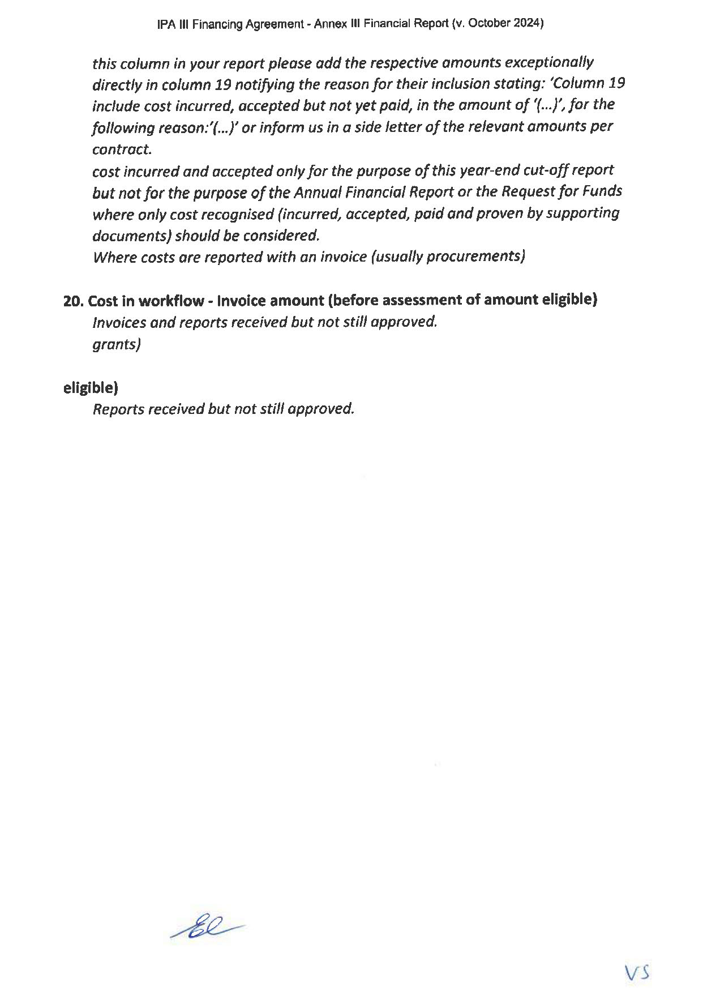 IPA III Financing Agreement - Annex III Financial Report (v. October 2024)
this column in your report please add the respective amounts exceptionally
directly in column 19 notifying the reason for their inclusion stating: ‘Column 19
include cost incurred, accepted but not yet paid, in the amount of ‘(...)’, for the
following reason:’(...)’ or inform us in a side letter of the relevant amounts per
contract.
cost incurred and accepted only for the purpose of this year-end cut-off report
but not for the purpose of the Annual Financial Report or the Request for Funds
where only cost recognised (incurred, accepted, paid and proven by supporting
documents) should be considered.
Where costs are reported with an invoice (usually procurements)
20. Cost in workflow - Invoice amount (before assessment of amount eligible)
Invoices and reports received but not still approved.
grants)
eligible)
Reports received but not still approved.
VS